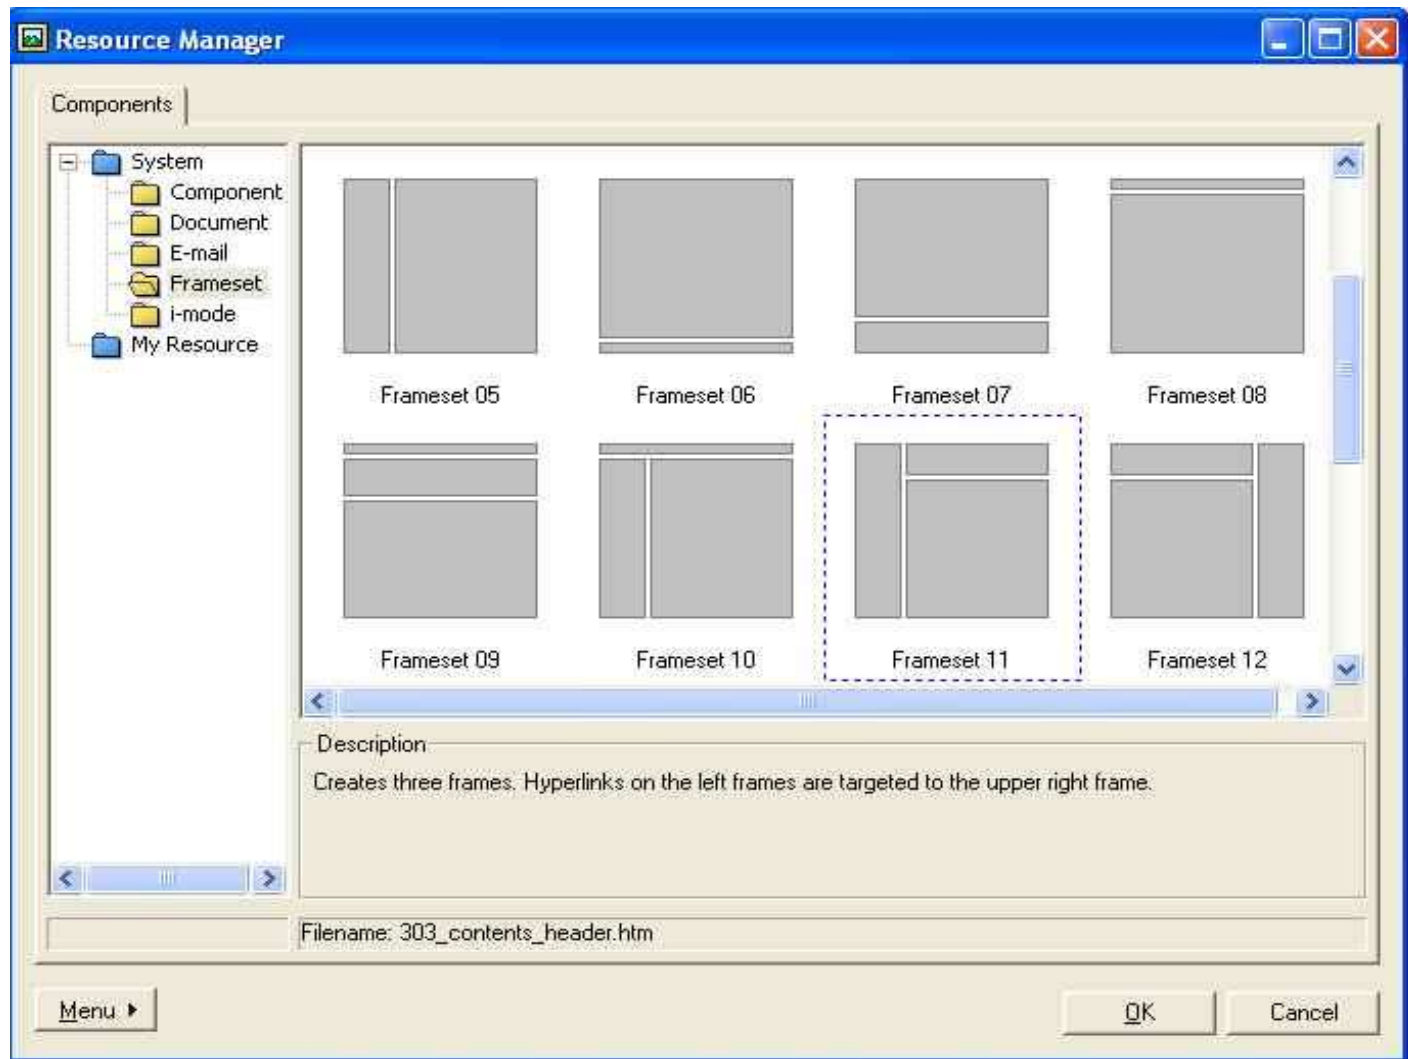 Resource Manager
Components
System
Component
Document
E-mail
Frameset
i-mode
My Resource
Frameset 05 Frameset 06 Frameset 07 Frameset 08
Frameset 09 Frameset 10 Frameset 11 Frameset 12
Description
Creates three frames. Hyperlinks on the left frames are targeted to the upper right frame.
Filename: 303_contents_header.htm
Menu OK Cancel